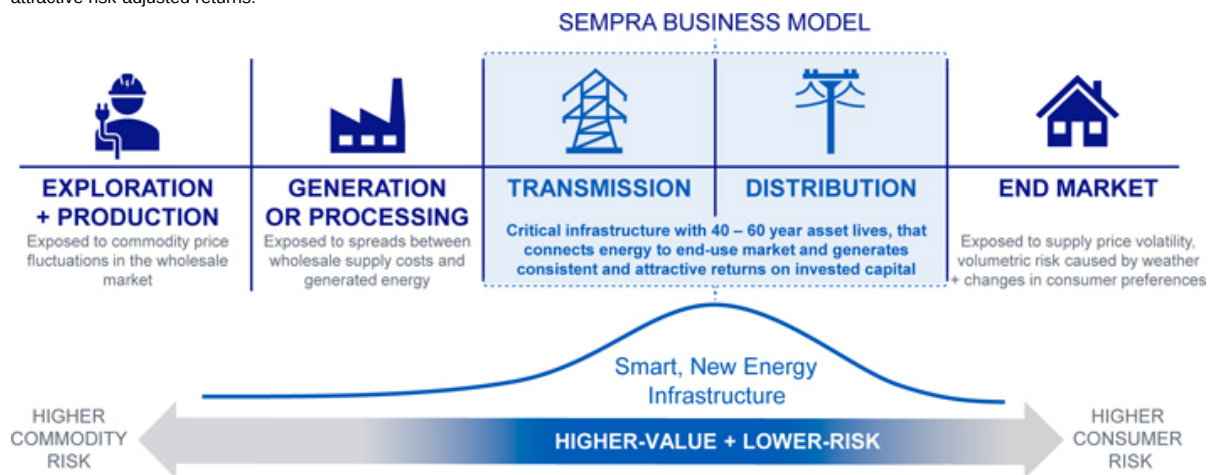 attractive risk-adjusted returns.
SEMPRA BUSINESS MODEL
EXPLORATION
+ PRODUCTION
Exposed to commodity price
fluctuations in the wholesale
market
GENERATION
OR PROCESSING
Exposed to spreads between
wholesale supply costs and
generated energy
TRANSMISSION
DISTRIBUTION
Critical infrastructure with 40 – 60 year asset lives, that
connects energy to end-use market and generates
consistent and attractive returns on invested capital
END MARKET
Exposed to supply price volatility,
volumetric risk caused by weather
+ changes in consumer preferences
Smart, New Energy
Infrastructure
HIGHER
COMMODITY
RISK
HIGHER-VALUE + LOWER-RISK
HIGHER
CONSUMER
RISK